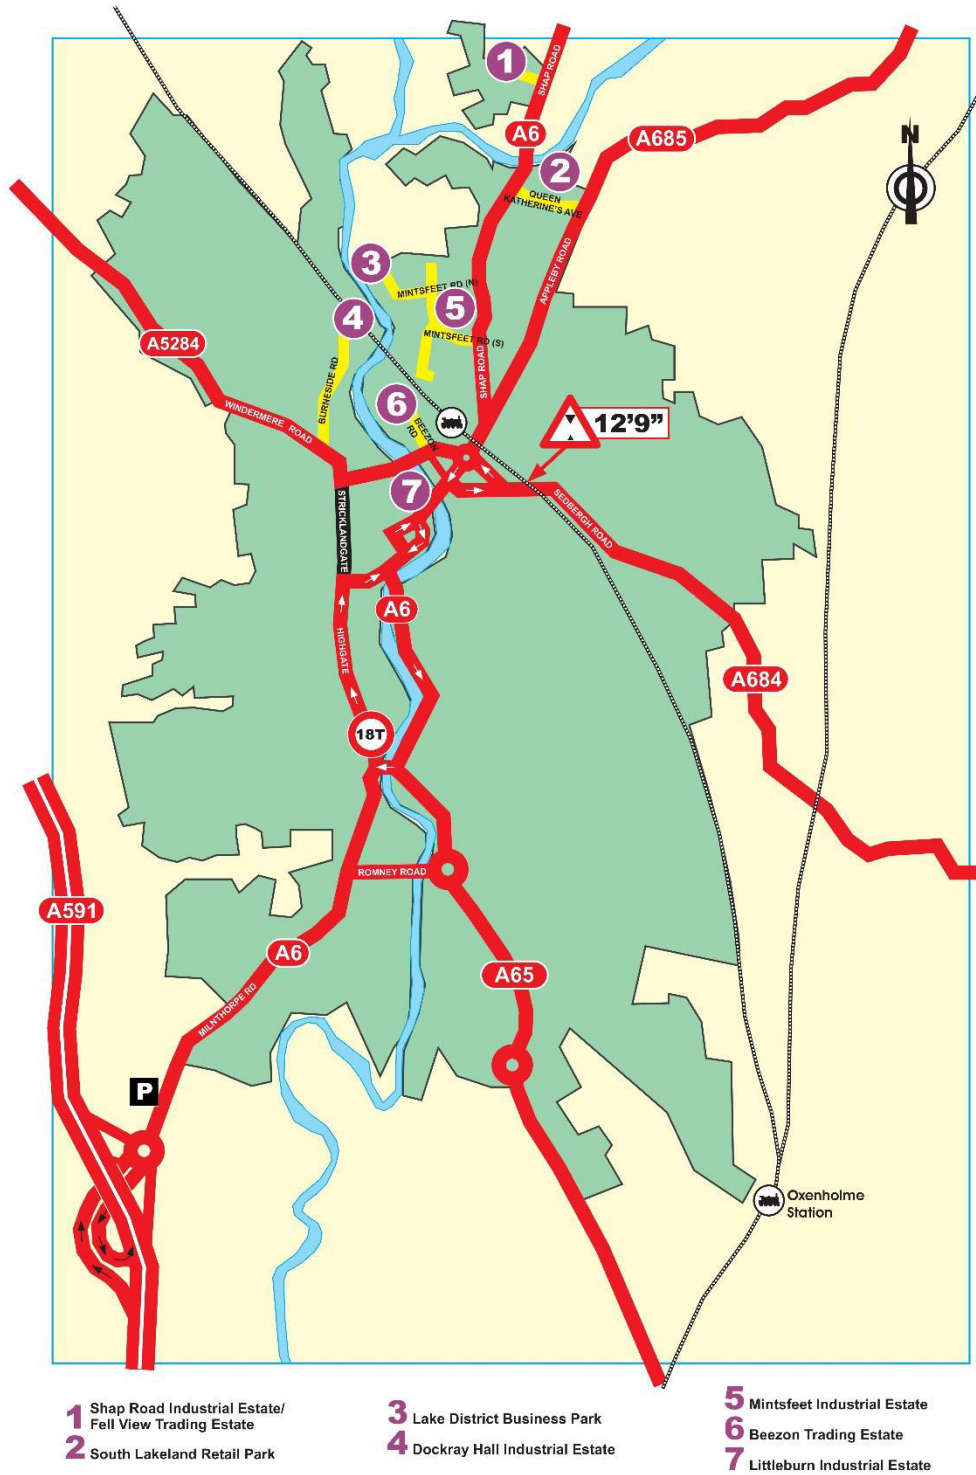 1
SHAP ROAD
A6
A685
N
2
QUEEN
KATHERINE'S AVE
APPLEBY ROAD
3
MINTSFEET RD (N)
5
4
MINTSFEET RD (S)
A5284
SHAP ROAD
BURNESIDE RD
WINDERMERE ROAD
6
BEEZON
RD
12'9"
7
STRICKLANDGATE
SEDBERGH ROAD
A6
HIGHGATE
A684
18T
ROMNEY ROAD
A591
A6
A65
MILNTHORPE RD
P
Oxenholme
Station
1 Shap Road Industrial Estate/
Fell View Trading Estate
2 South Lakeland Retail Park
3 Lake District Business Park
4 Dockray Hall Industrial Estate
5 Mintsfeet Industrial Estate
6 Beezon Trading Estate
7 Littleburn Industrial Estate